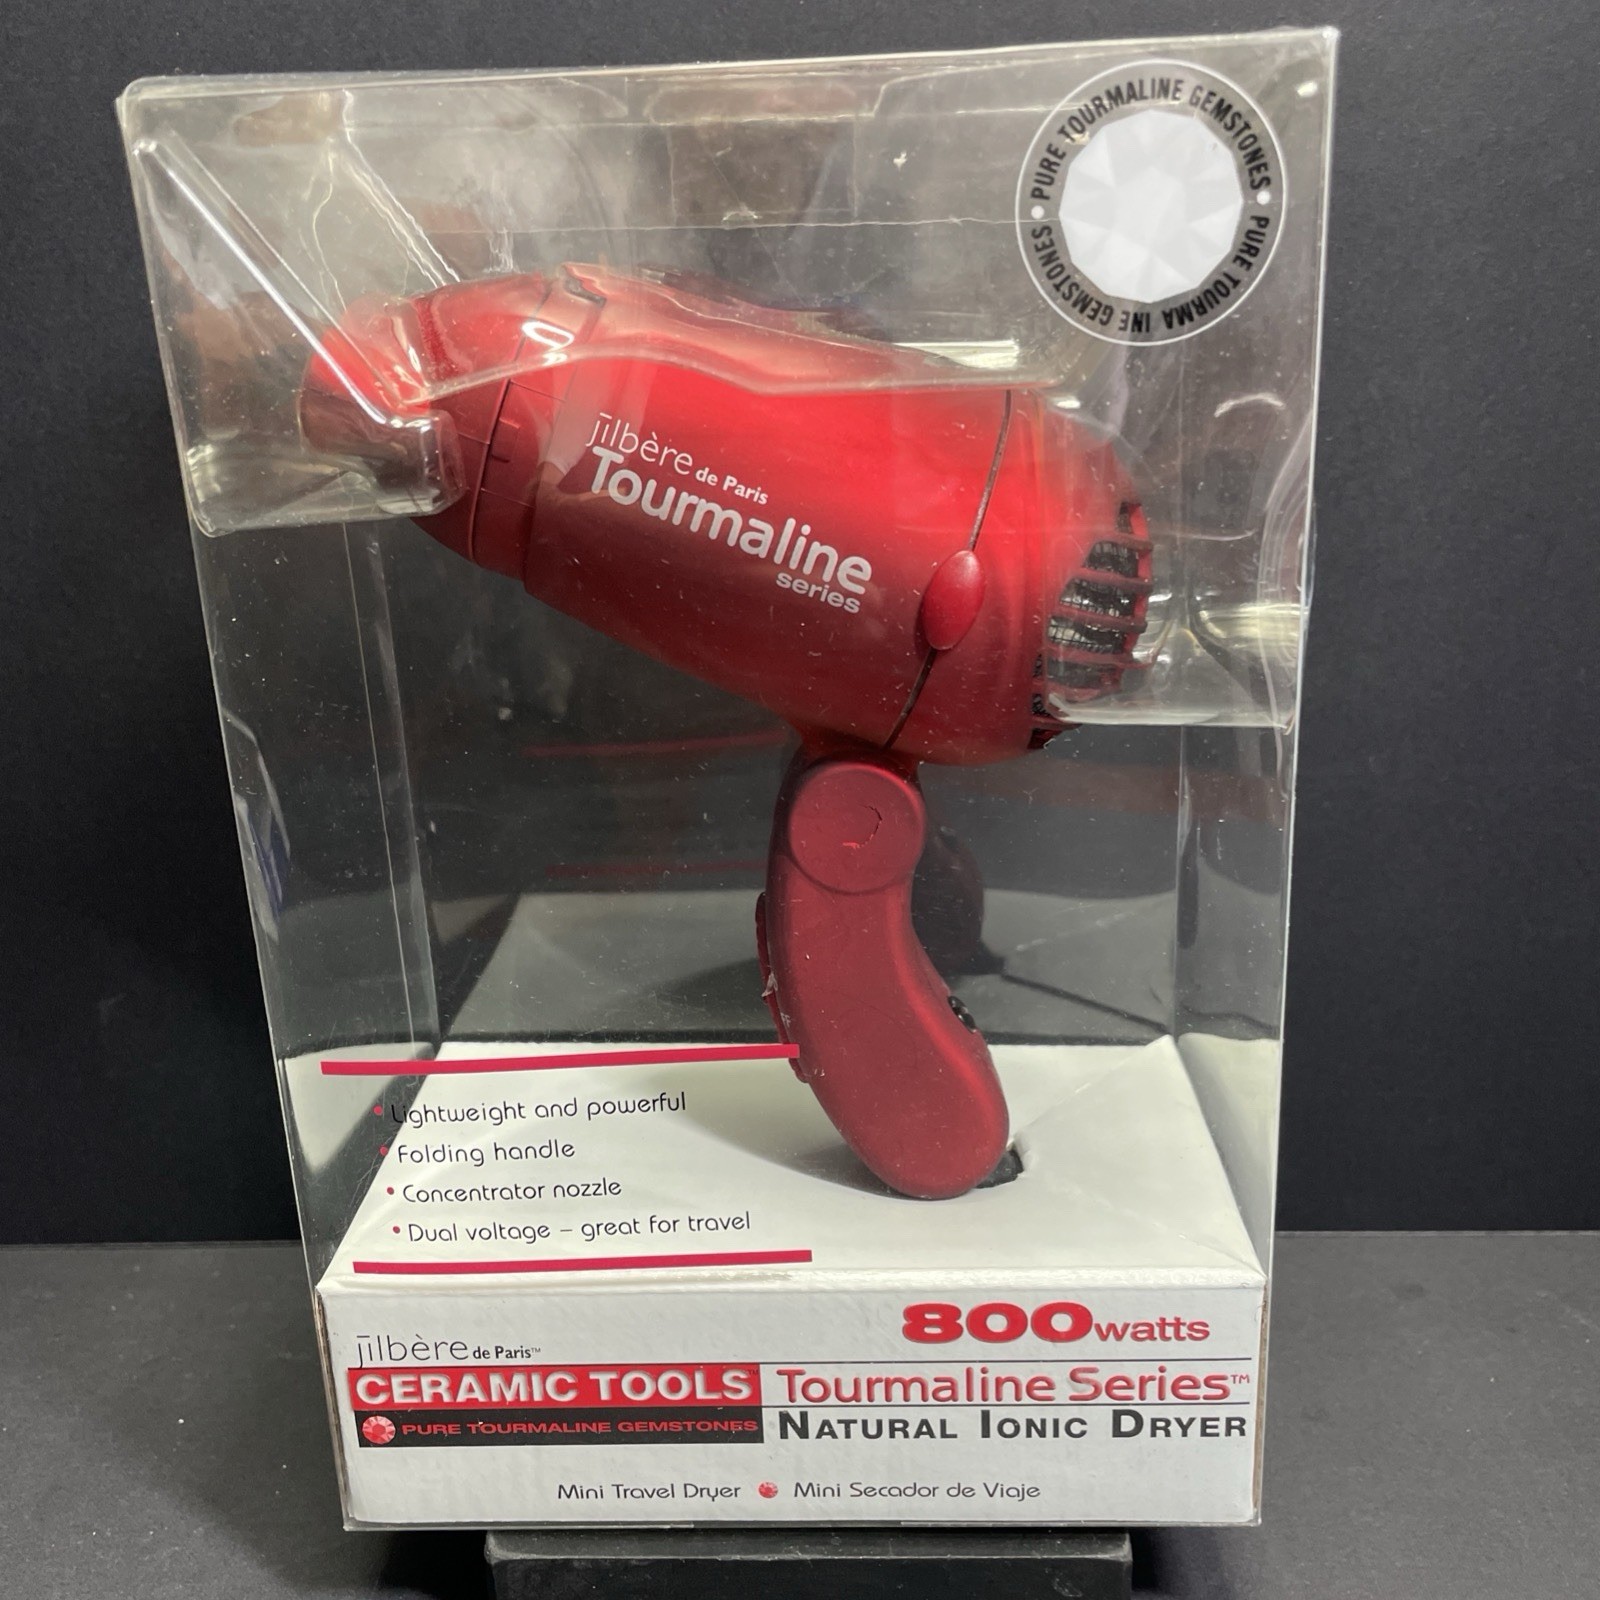 PURE TOURMALINE GEMSTONES • PURE TOURMA INE GEMSTONES •
jilbère de Paris
Tourmaline
series
• Lightweight and powerful
• Folding handle
• Concentrator nozzle
• Dual voltage – great for travel
800watts
jilbère de Paris™
CERAMIC TOOLS™ Tourmaline Series™
PURE TOURMALINE GEMSTONES NATURAL IONIC DRYER
Mini Travel Dryer Mini Secador de Viaje